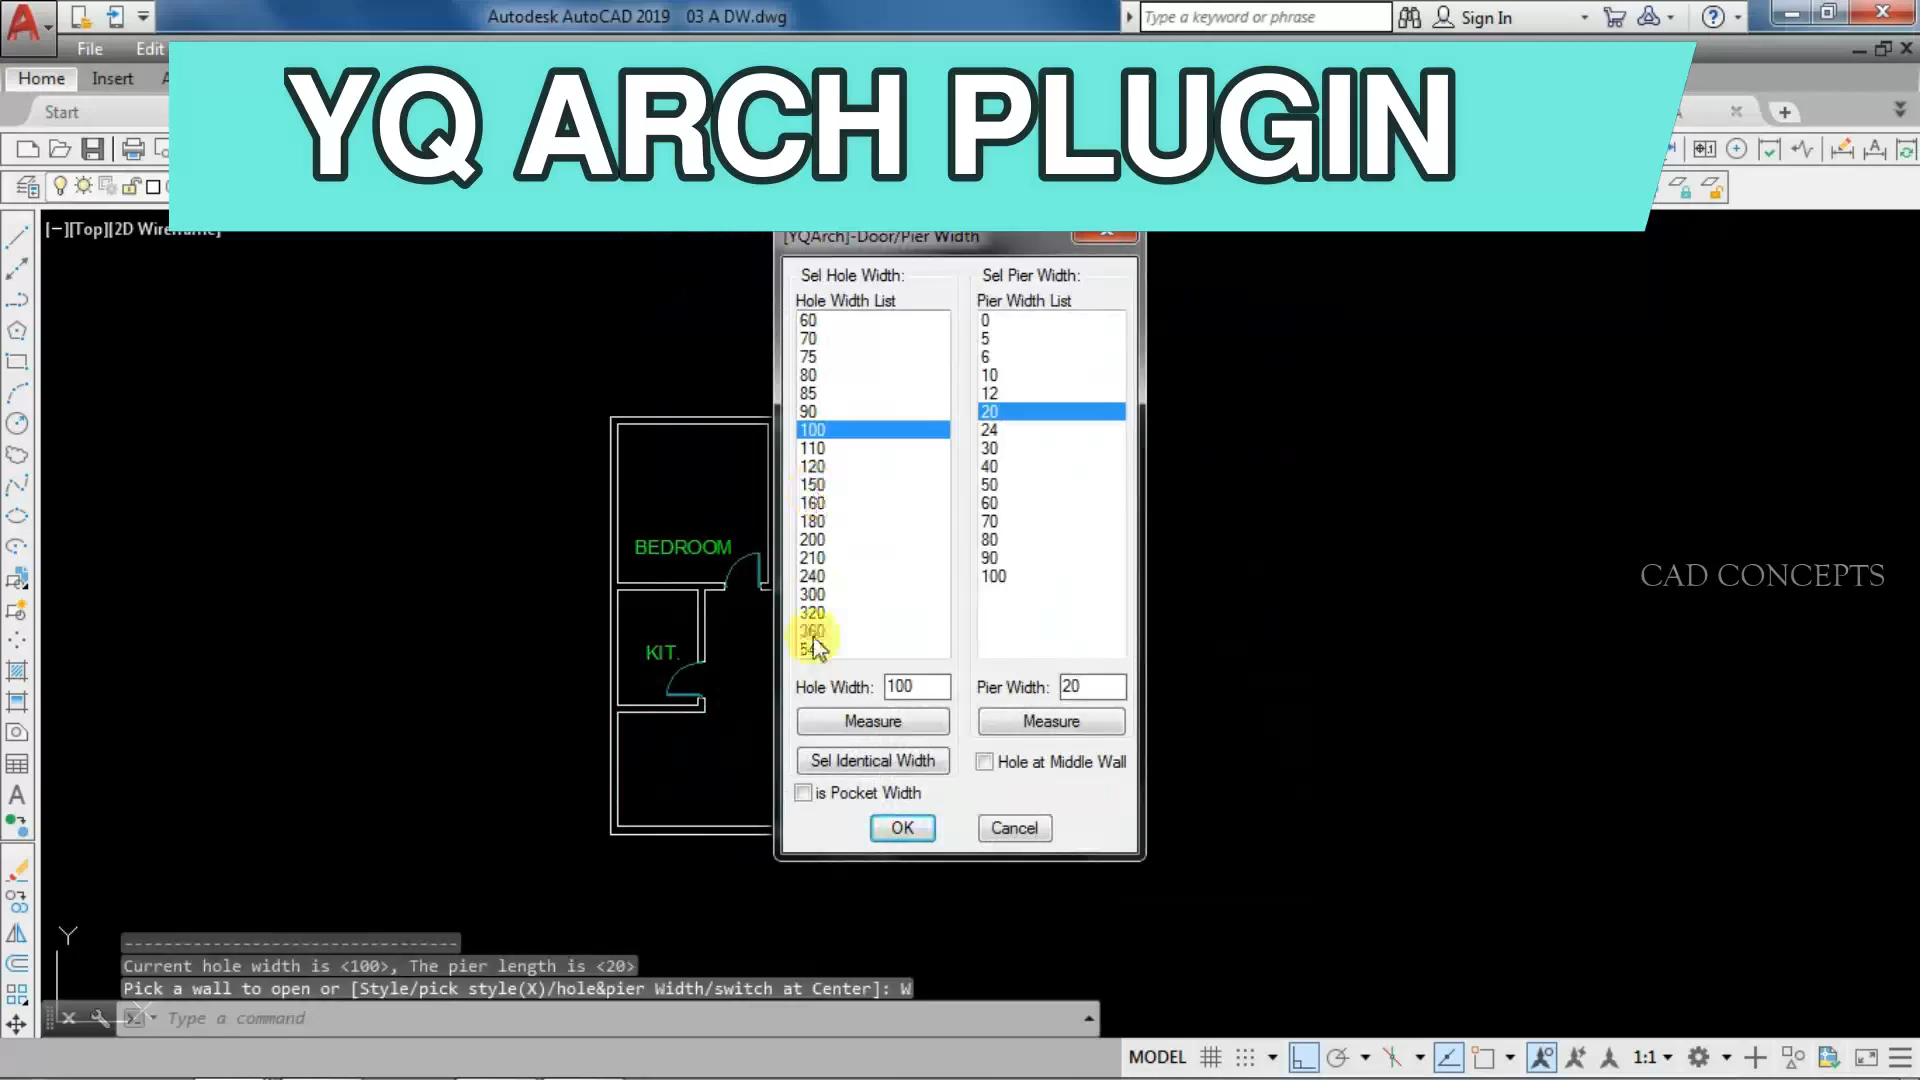 Autodesk AutoCAD 2019 03 A DW.dwg
Type a keyword or phrase
Sign In
File Edit
Home Insert
Start
YQ ARCH PLUGIN
[−][Top][2D Wireframe]
[YQArch]-Door/Pier Width
Sel Hole Width:
Hole Width List
60
70
75
80
85
90
100
110
120
150
160
180
200
210
240
300
320
360
Hole Width: 100
Measure
Sel Identical Width
is Pocket Width
OK
Sel Pier Width:
Pier Width List
0
5
6
10
12
20
24
30
40
50
60
70
80
90
100
Pier Width: 20
Measure
Hole at Middle Wall
Cancel
BEDROOM
KIT.
CAD CONCEPTS
Y
X
---------------------------------
Current hole width is <100>, The pier length is <20>
Pick a wall to open or [Style/pick style(X)/hole&pier Width/switch at Center]: W
Type a command
MODEL
1:1